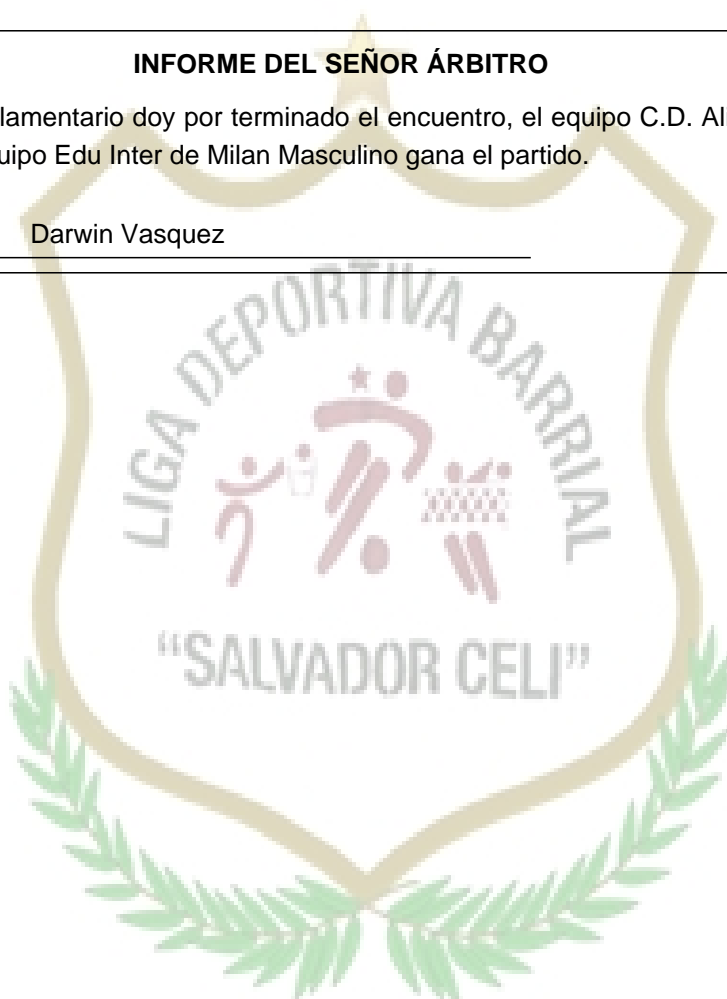 INFORME DEL SEÑOR ÁRBITRO
lamentario doy por terminado el encuentro, el equipo C.D. Al
uipo Edu Inter de Milan Masculino gana el partido.
Darwin Vasquez
LIGA DEPORTIVA BARRIAL
“SALVADOR CELI”